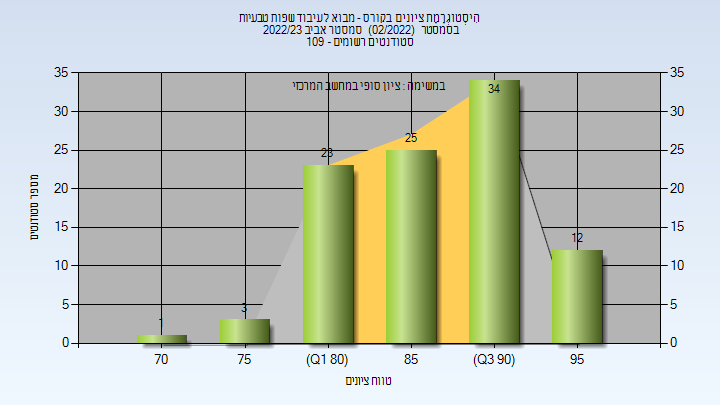 היסטוגרמת ציונים בקורס - מבוא לעיבוד שפות טבעיות
בסמסטר (02/2022) סמסטר אביב 2022/23
סטודנטים רשומים - 109
במשימה : ציון סופי במחשב המרכזי
35 35
30 30
25 25
20 20
15 15
10 10
5 5
0 0
1 3 23 25 34 12
70 75 (Q1 80) 85 (Q3 90) 95
מספר סטודנטים
טווח ציונים